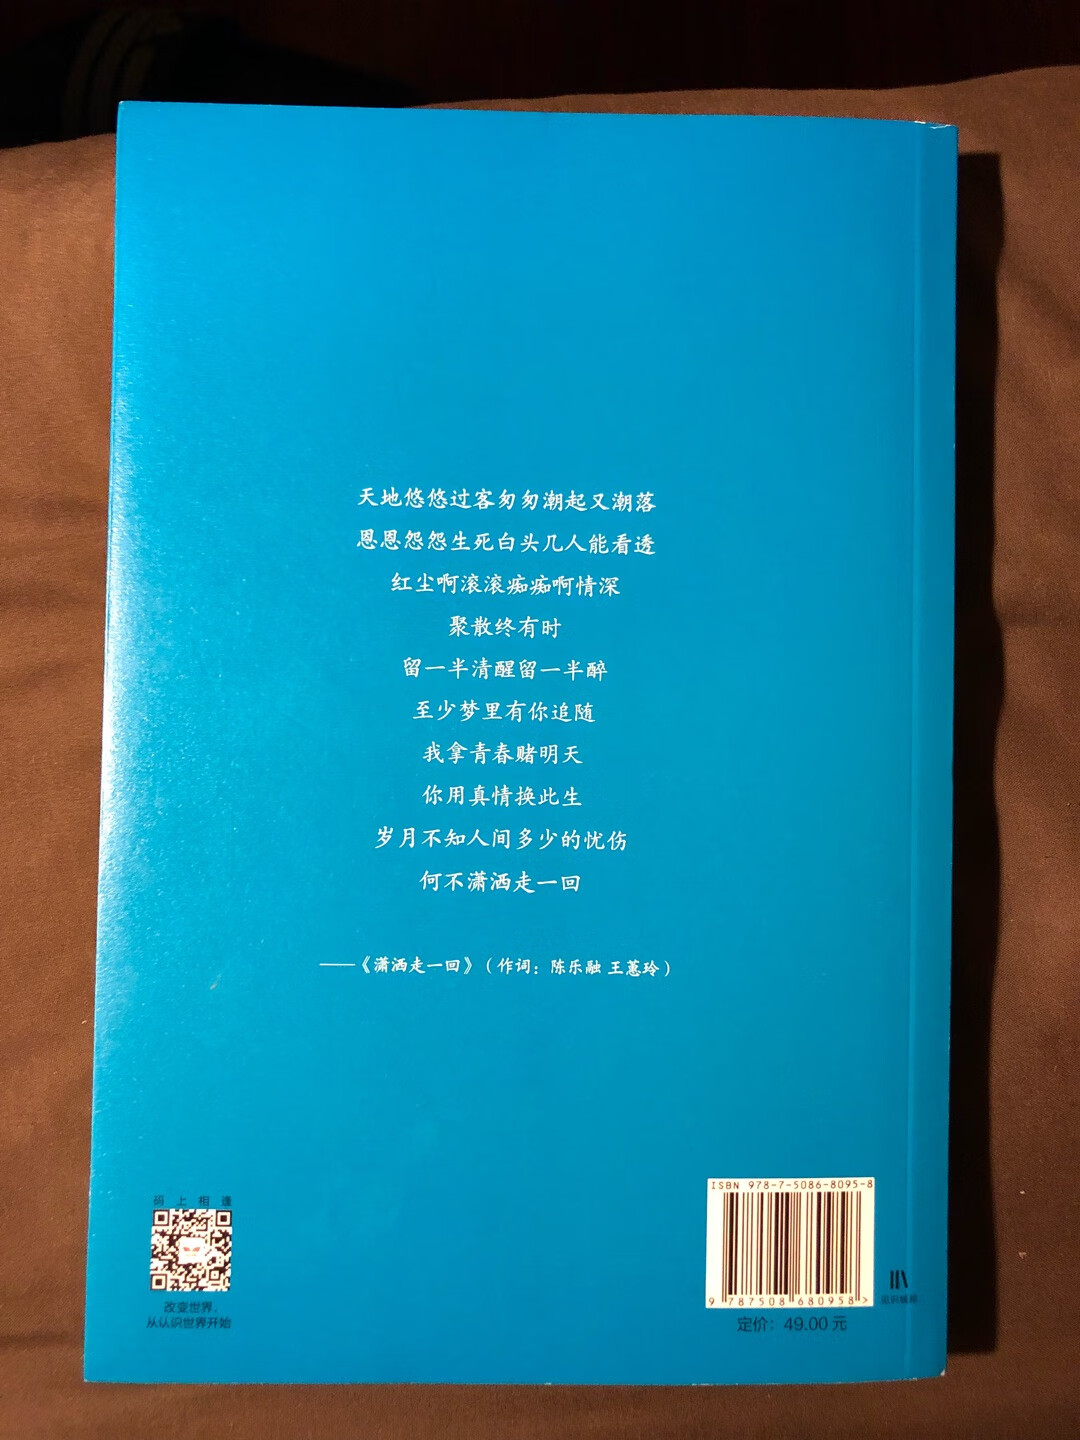 天地悠悠过客匆匆潮起又潮落
恩恩怨怨生死白头几人能看透
红尘啊滚滚痴痴啊情深
聚散终有时
留一半清醒留一半醉
至少梦里有你追随
我拿青春赌明天
你用真情换此生
岁月不知人间多少的忧伤
何不潇洒走一回
——《潇洒走一回》（作词：陈乐融 王蕙玲）
码上相逢
改变世界，
从认识世界开始
ISBN 978-7-5086-8095-8
9 787508 680958 >
定价：49.00 元
见识城邦